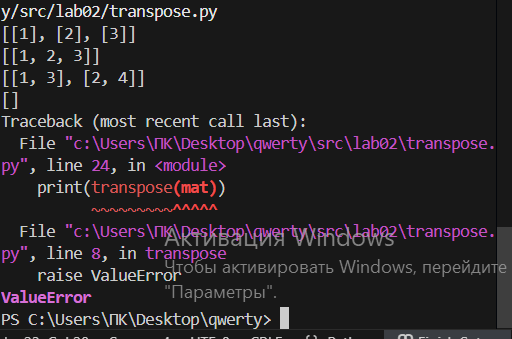 y/src/lab02/transpose.py
[[1], [2], [3]]
[[1, 2, 3]]
[[1, 3], [2, 4]]
[]
Traceback (most recent call last):
  File "c:\Users\ПК\Desktop\qwerty\src\lab02\transpose.
py", line 24, in <module>
    print(transpose(mat))
          ~~~~~~~~~^^^^^
  File "c:\Users\ПК\Desktop\qwerty\src\lab02\transpose.
py", line 8, in transpose
    raise ValueError
ValueError
PS C:\Users\ПК\Desktop\qwerty>
Активация Windows
Чтобы активировать Windows, перейдите
"Параметры".